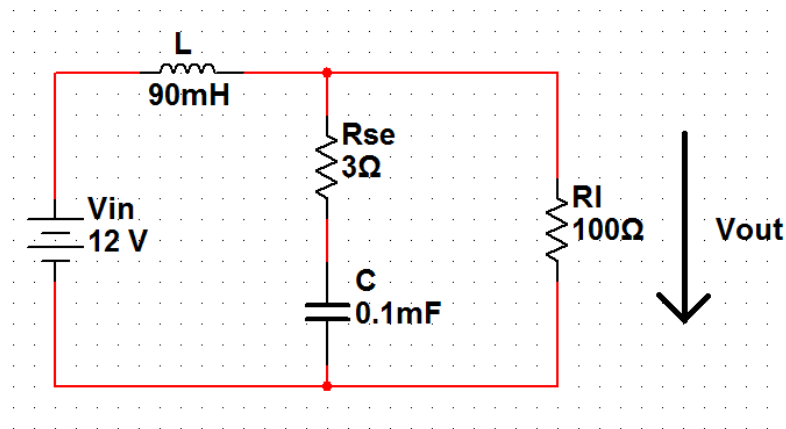 L
90mH
Rse
3Ω
Vin
12 V
Rl
100Ω
Vout
C
0.1mF